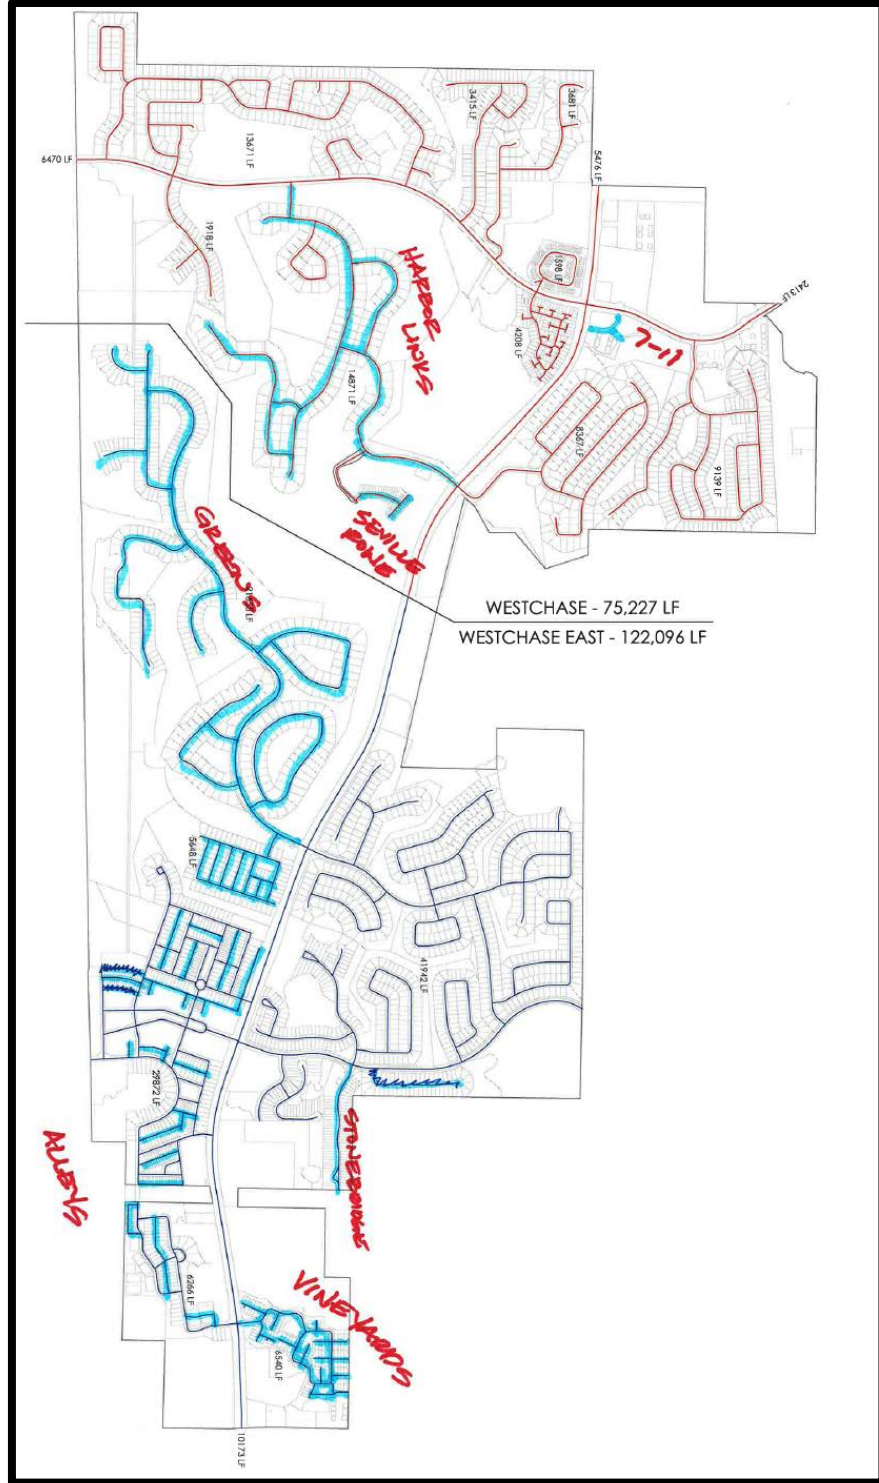 3681 LF
3415 LF
5476 LF
13671 LF
6470 LF
1918 LF
HARBOR
LINKS
598 LF
2413 LF
4208 LF
7-11
14871 LF
8367 LF
9139 LF
SEVILLE
ROWE
GREENS
WESTCHASE - 75,227 LF
WESTCHASE EAST - 122,096 LF
5648 LF
41942 LF
29872 LF
STONEBRIDGE
ALLEN'S
VINEYARDS
6266 LF
6540 LF
10173 LF